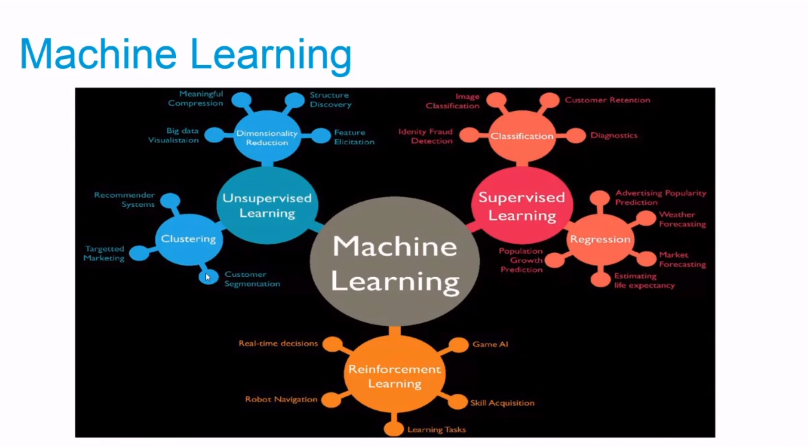 Machine Learning
Meaningful
Compression
Structure
Discovery
Big data
Visualistaion
Dimensionality
Reduction
Feature
Elicitation
Unsupervised
Learning
Recommender
Systems
Clustering
Targetted
Marketing
Customer
Segmentation
Image
Classification
Customer Retention
Idenity Fraud
Detection
Classification
Diagnostics
Supervised
Learning
Advertising Popularity
Prediction
Weather
Forecasting
Regression
Population
Growth
Prediction
Market
Forecasting
Estimating
life expectancy
Machine
Learning
Real-time decisions
Game AI
Reinforcement
Learning
Robot Navigation
Skill Acquisition
Learning Tasks